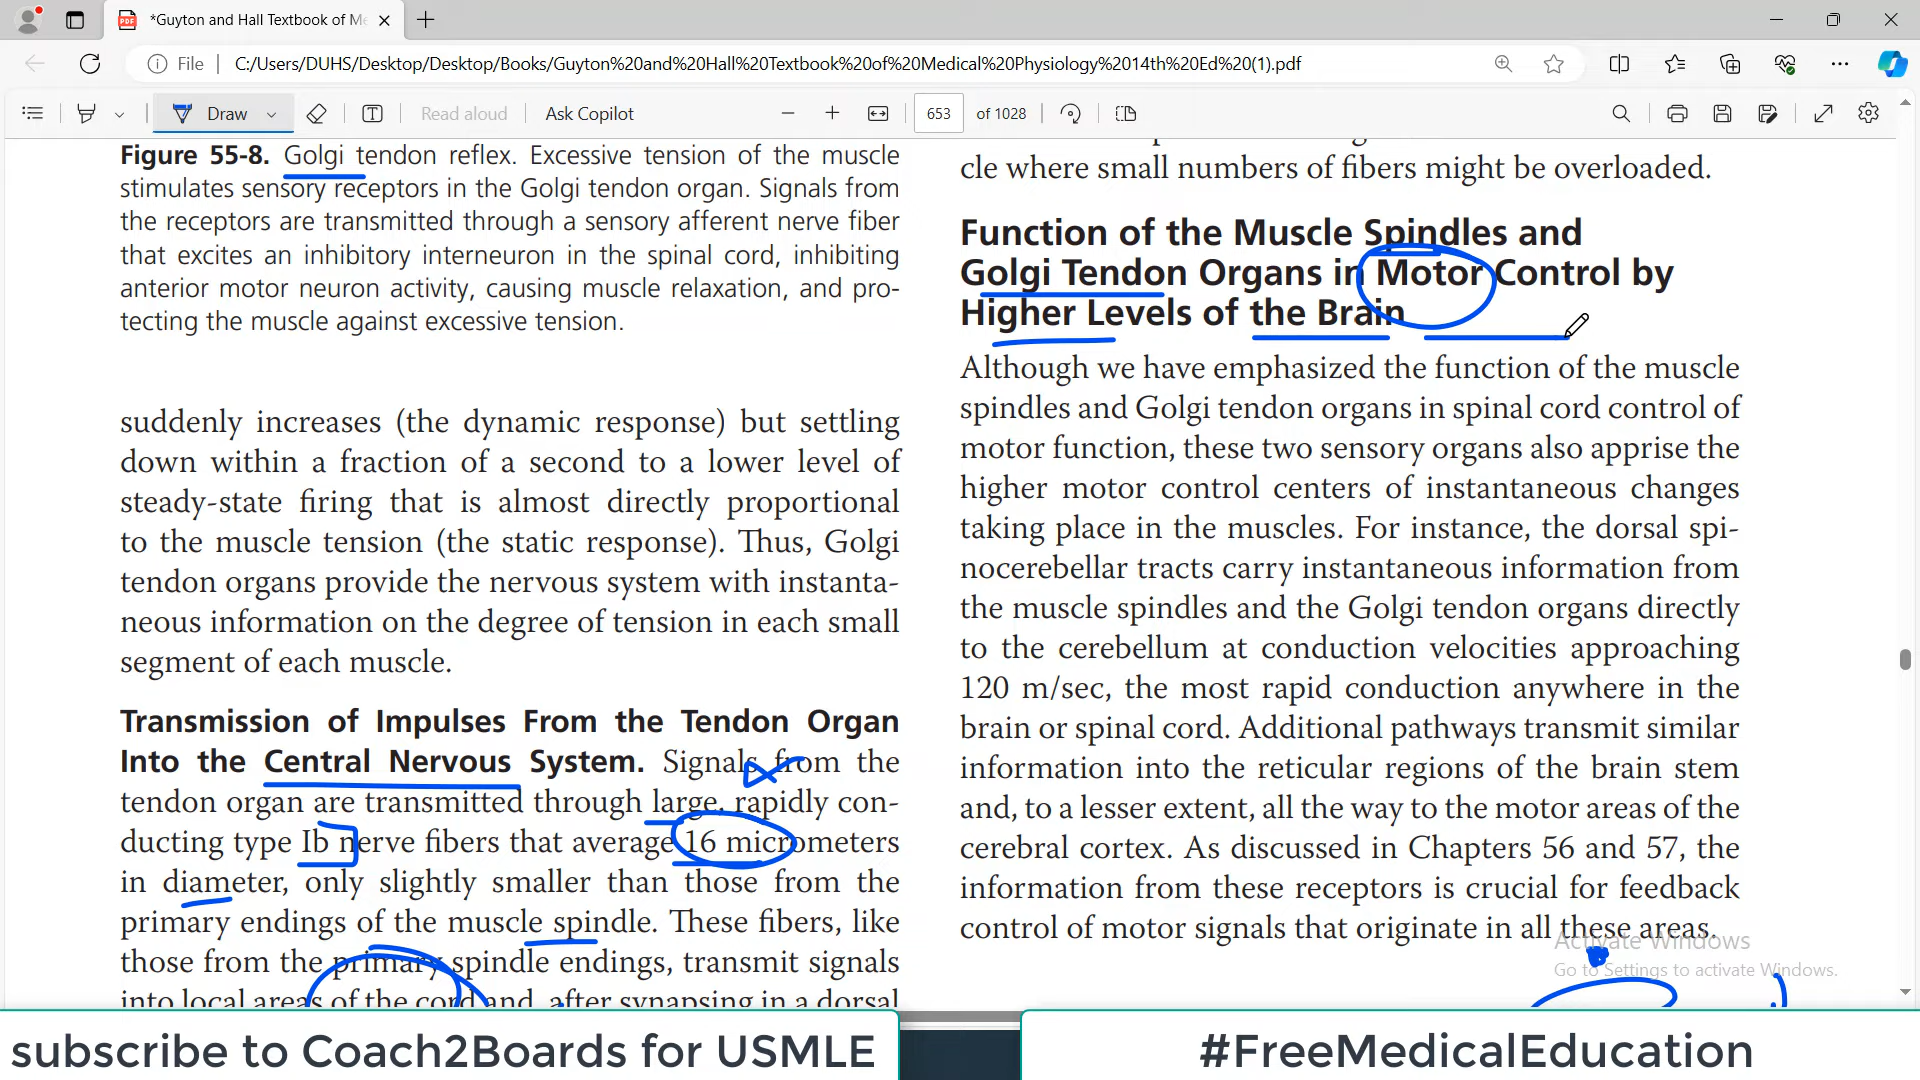 *Guyton and Hall Textbook of Me
File
C:/Users/DUHS/Desktop/Desktop/Books/Guyton%20and%20Hall%20Textbook%20of%20Medical%20Physiology%2014th%20Ed%20(1).pdf
Draw
Read aloud
Ask Copilot
653
of 1028
Figure 55-8. Golgi tendon reflex. Excessive tension of the muscle
stimulates sensory receptors in the Golgi tendon organ. Signals from
the receptors are transmitted through a sensory afferent nerve fiber
that excites an inhibitory interneuron in the spinal cord, inhibiting
anterior motor neuron activity, causing muscle relaxation, and pro-
tecting the muscle against excessive tension.
suddenly increases (the dynamic response) but settling
down within a fraction of a second to a lower level of
steady-state firing that is almost directly proportional
to the muscle tension (the static response). Thus, Golgi
tendon organs provide the nervous system with instanta-
neous information on the degree of tension in each small
segment of each muscle.
Transmission of Impulses From the Tendon Organ
Into the Central Nervous System. Signals from the
tendon organ are transmitted through large, rapidly con-
ducting type Ib nerve fibers that average 16 micrometers
in diameter, only slightly smaller than those from the
primary endings of the muscle spindle. These fibers, like
those from the primary spindle endings, transmit signals
into local areas of the cord and, after synapsing in a dorsal
cle where small numbers of fibers might be overloaded.
Function of the Muscle Spindles and
Golgi Tendon Organs in Motor Control by
Higher Levels of the Brain
Although we have emphasized the function of the muscle
spindles and Golgi tendon organs in spinal cord control of
motor function, these two sensory organs also apprise the
higher motor control centers of instantaneous changes
taking place in the muscles. For instance, the dorsal spi-
nocerebellar tracts carry instantaneous information from
the muscle spindles and the Golgi tendon organs directly
to the cerebellum at conduction velocities approaching
120 m/sec, the most rapid conduction anywhere in the
brain or spinal cord. Additional pathways transmit similar
information into the reticular regions of the brain stem
and, to a lesser extent, all the way to the motor areas of the
cerebral cortex. As discussed in Chapters 56 and 57, the
information from these receptors is crucial for feedback
control of motor signals that originate in all these areas.
Activate Windows
Go to Settings to activate Windows.
subscribe to Coach2Boards for USMLE
#FreeMedicalEducation